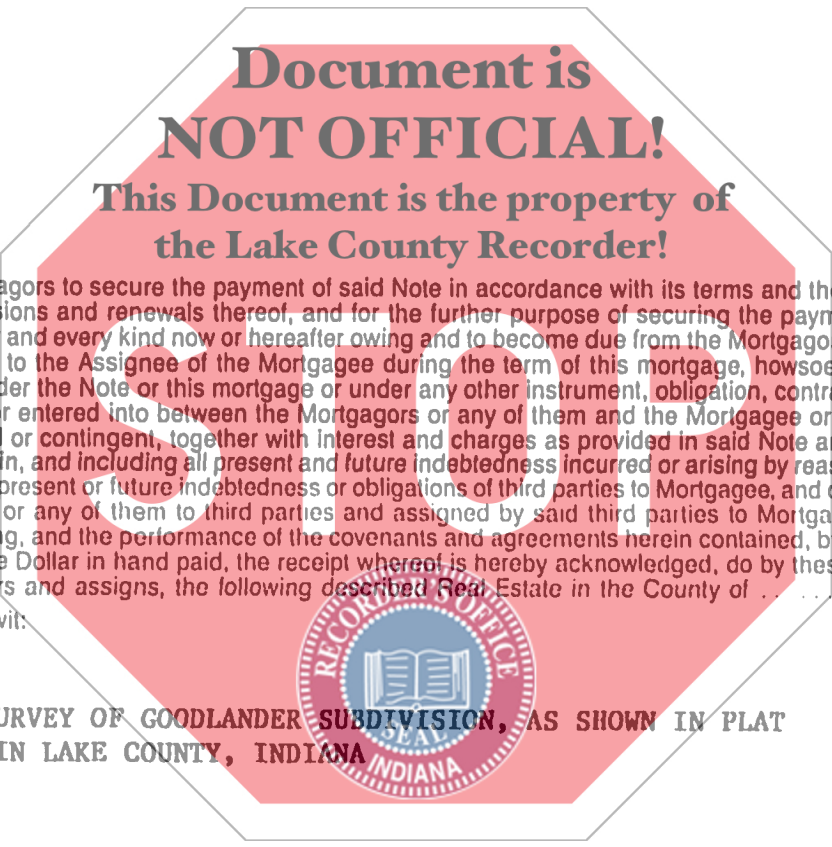 Document is
NOT OFFICIAL!
This Document is the property of
the Lake County Recorder!
agors to secure the payment of said Note in accordance with its terms and the
sions and renewals thereof, and for the further purpose of securing the paym
and every kind now or hereafter owing and to become due from the Mortgago
to the Assignee of the Mortgagee during the term of this mortgage, howsoe
der the Note or this mortgage or under any other instrument, obligation, contra
r entered into between the Mortgagors or any of them and the Mortgagee or
or contingent, together with interest and charges as provided in said Note a
in, and including all present and future indebtedness incurred or arising by reas
present or future indebtedness or obligations of third parties to Mortgagee, and
or any of them to third parties and assigned by said third parties to Mortga
g, and the performance of the covenants and agreements herein contained, b
e Dollar in hand paid, the receipt whereof is hereby acknowledged, do by thes
rs and assigns, the following described Real Estate in the County of . . . .
wit:
STOP
RECORDER'S OFFICE
SEAL
INDIANA
URVEY OF GOODLANDER SUBDIVISION, AS SHOWN IN PLAT
IN LAKE COUNTY, INDIANA